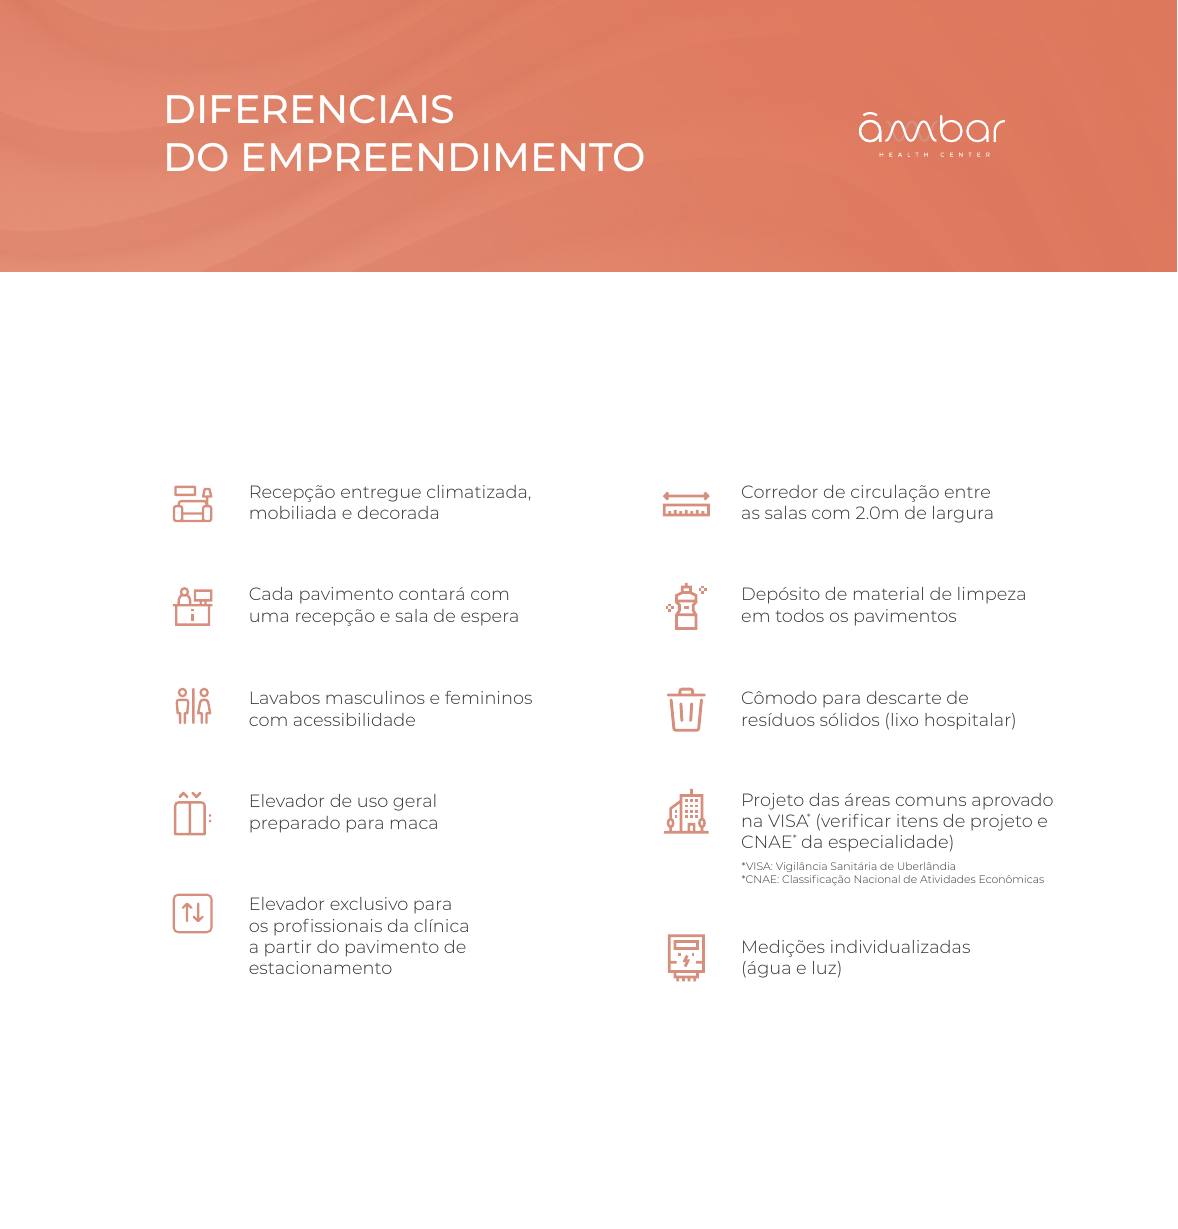 DIFERENCIAIS
DO EMPREENDIMENTO
âmbar
HEALTH CENTER
Recepção entregue climatizada,
mobiliada e decorada
Cada pavimento contará com
uma recepção e sala de espera
Lavabos masculinos e femininos
com acessibilidade
Elevador de uso geral
preparado para maca
Elevador exclusivo para
os profissionais da clínica
a partir do pavimento de
estacionamento
Corredor de circulação entre
as salas com 2.0m de largura
Depósito de material de limpeza
em todos os pavimentos
Cômodo para descarte de
resíduos sólidos (lixo hospitalar)
Projeto das áreas comuns aprovado
na VISA* (verificar itens de projeto e
CNAE* da especialidade)
*VISA: Vigilância Sanitária de Uberlândia
*CNAE: Classificação Nacional de Atividades Econômicas
Medições individualizadas
(água e luz)